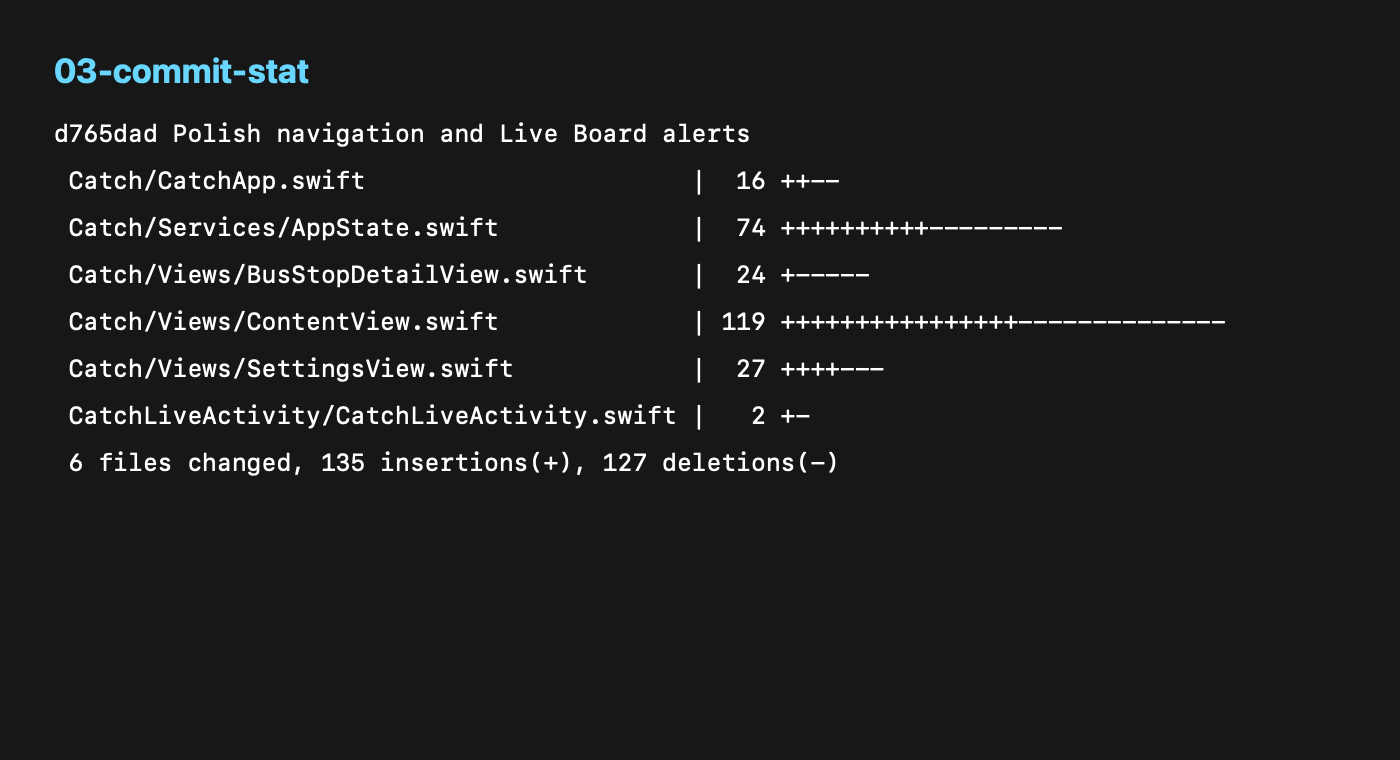 03-commit-stat
d765dad Polish navigation and Live Board alerts
 Catch/CatchApp.swift                      |  16 ++--
 Catch/Services/AppState.swift             |  74 ++++++++++---------
 Catch/Views/BusStopDetailView.swift       |  24 +-----
 Catch/Views/ContentView.swift             | 119 ++++++++++++++++--------------
 Catch/Views/SettingsView.swift            |  27 ++++---
 CatchLiveActivity/CatchLiveActivity.swift |   2 +-
 6 files changed, 135 insertions(+), 127 deletions(-)